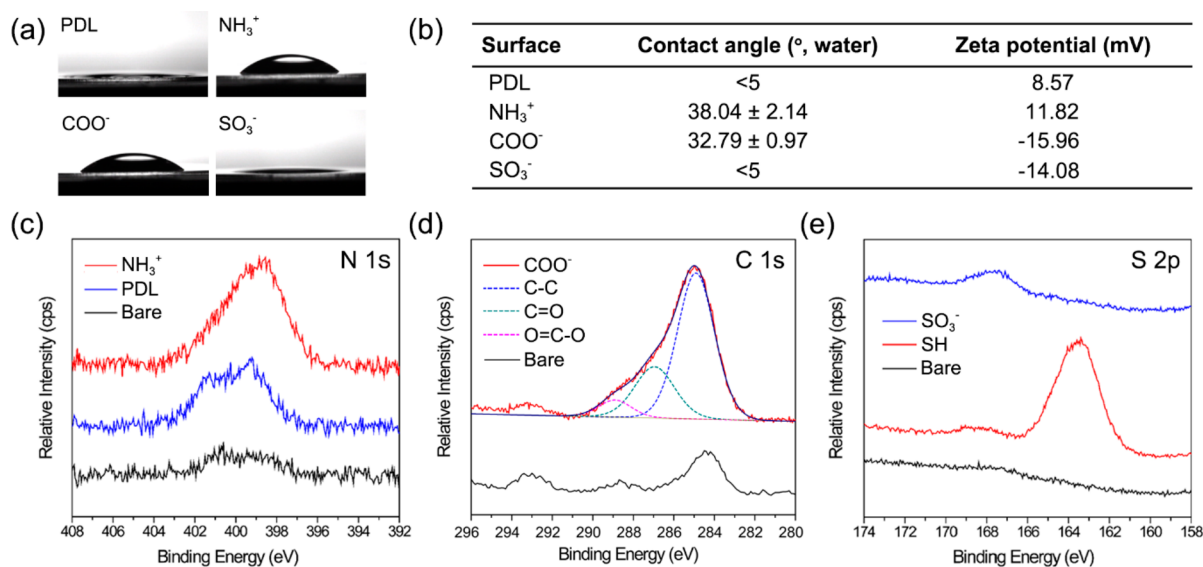 (a)
PDL
NH₃⁺
COO⁻
SO₃⁻
(b)
Surface Contact angle (°, water) Zeta potential (mV)
PDL <5 8.57
NH₃⁺ 38.04 ± 2.14 11.82
COO⁻ 32.79 ± 0.97 -15.96
SO₃⁻ <5 -14.08
(c)
N 1s
NH₃⁺
PDL
Bare
Relative Intensity (cps)
408 406 404 402 400 398 396 394 392
Binding Energy (eV)
(d)
C 1s
COO⁻
C-C
C=O
O=C-O
Bare
Relative Intensity (cps)
296 294 292 290 288 286 284 282 280
Binding Energy (eV)
(e)
S 2p
SO₃⁻
SH
Bare
Relative Intensity (cps)
174 172 170 168 166 164 162 160 158
Binding Energy (eV)